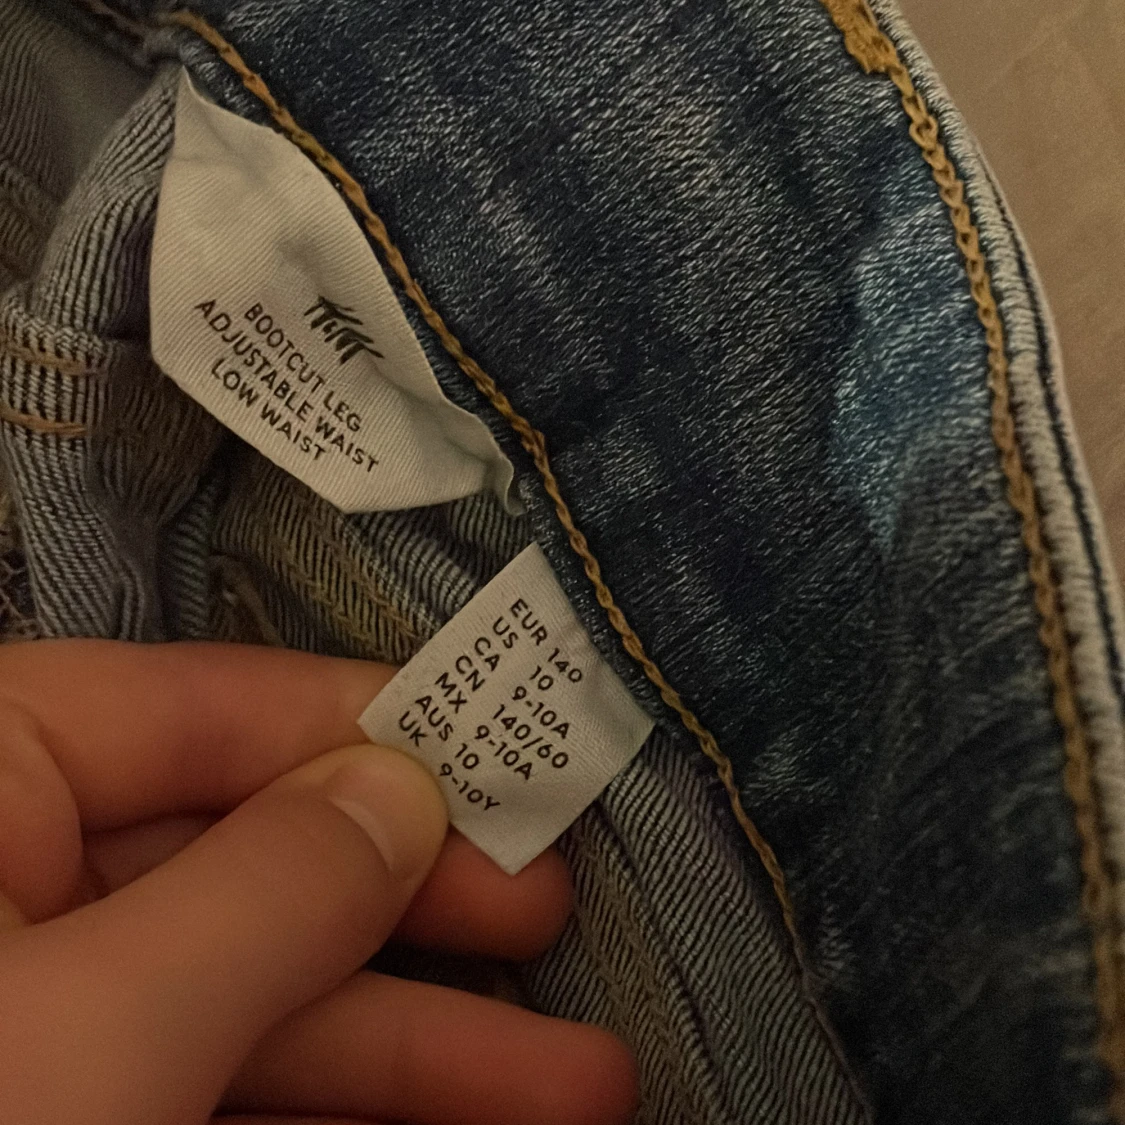 BOOTCUT LEG
ADJUSTABLE WAIST
LOW WAIST
EUR 140
US 10
CA 9-10A
CN 140/60
MX 9-10A
AUS 10
UK 9-10Y